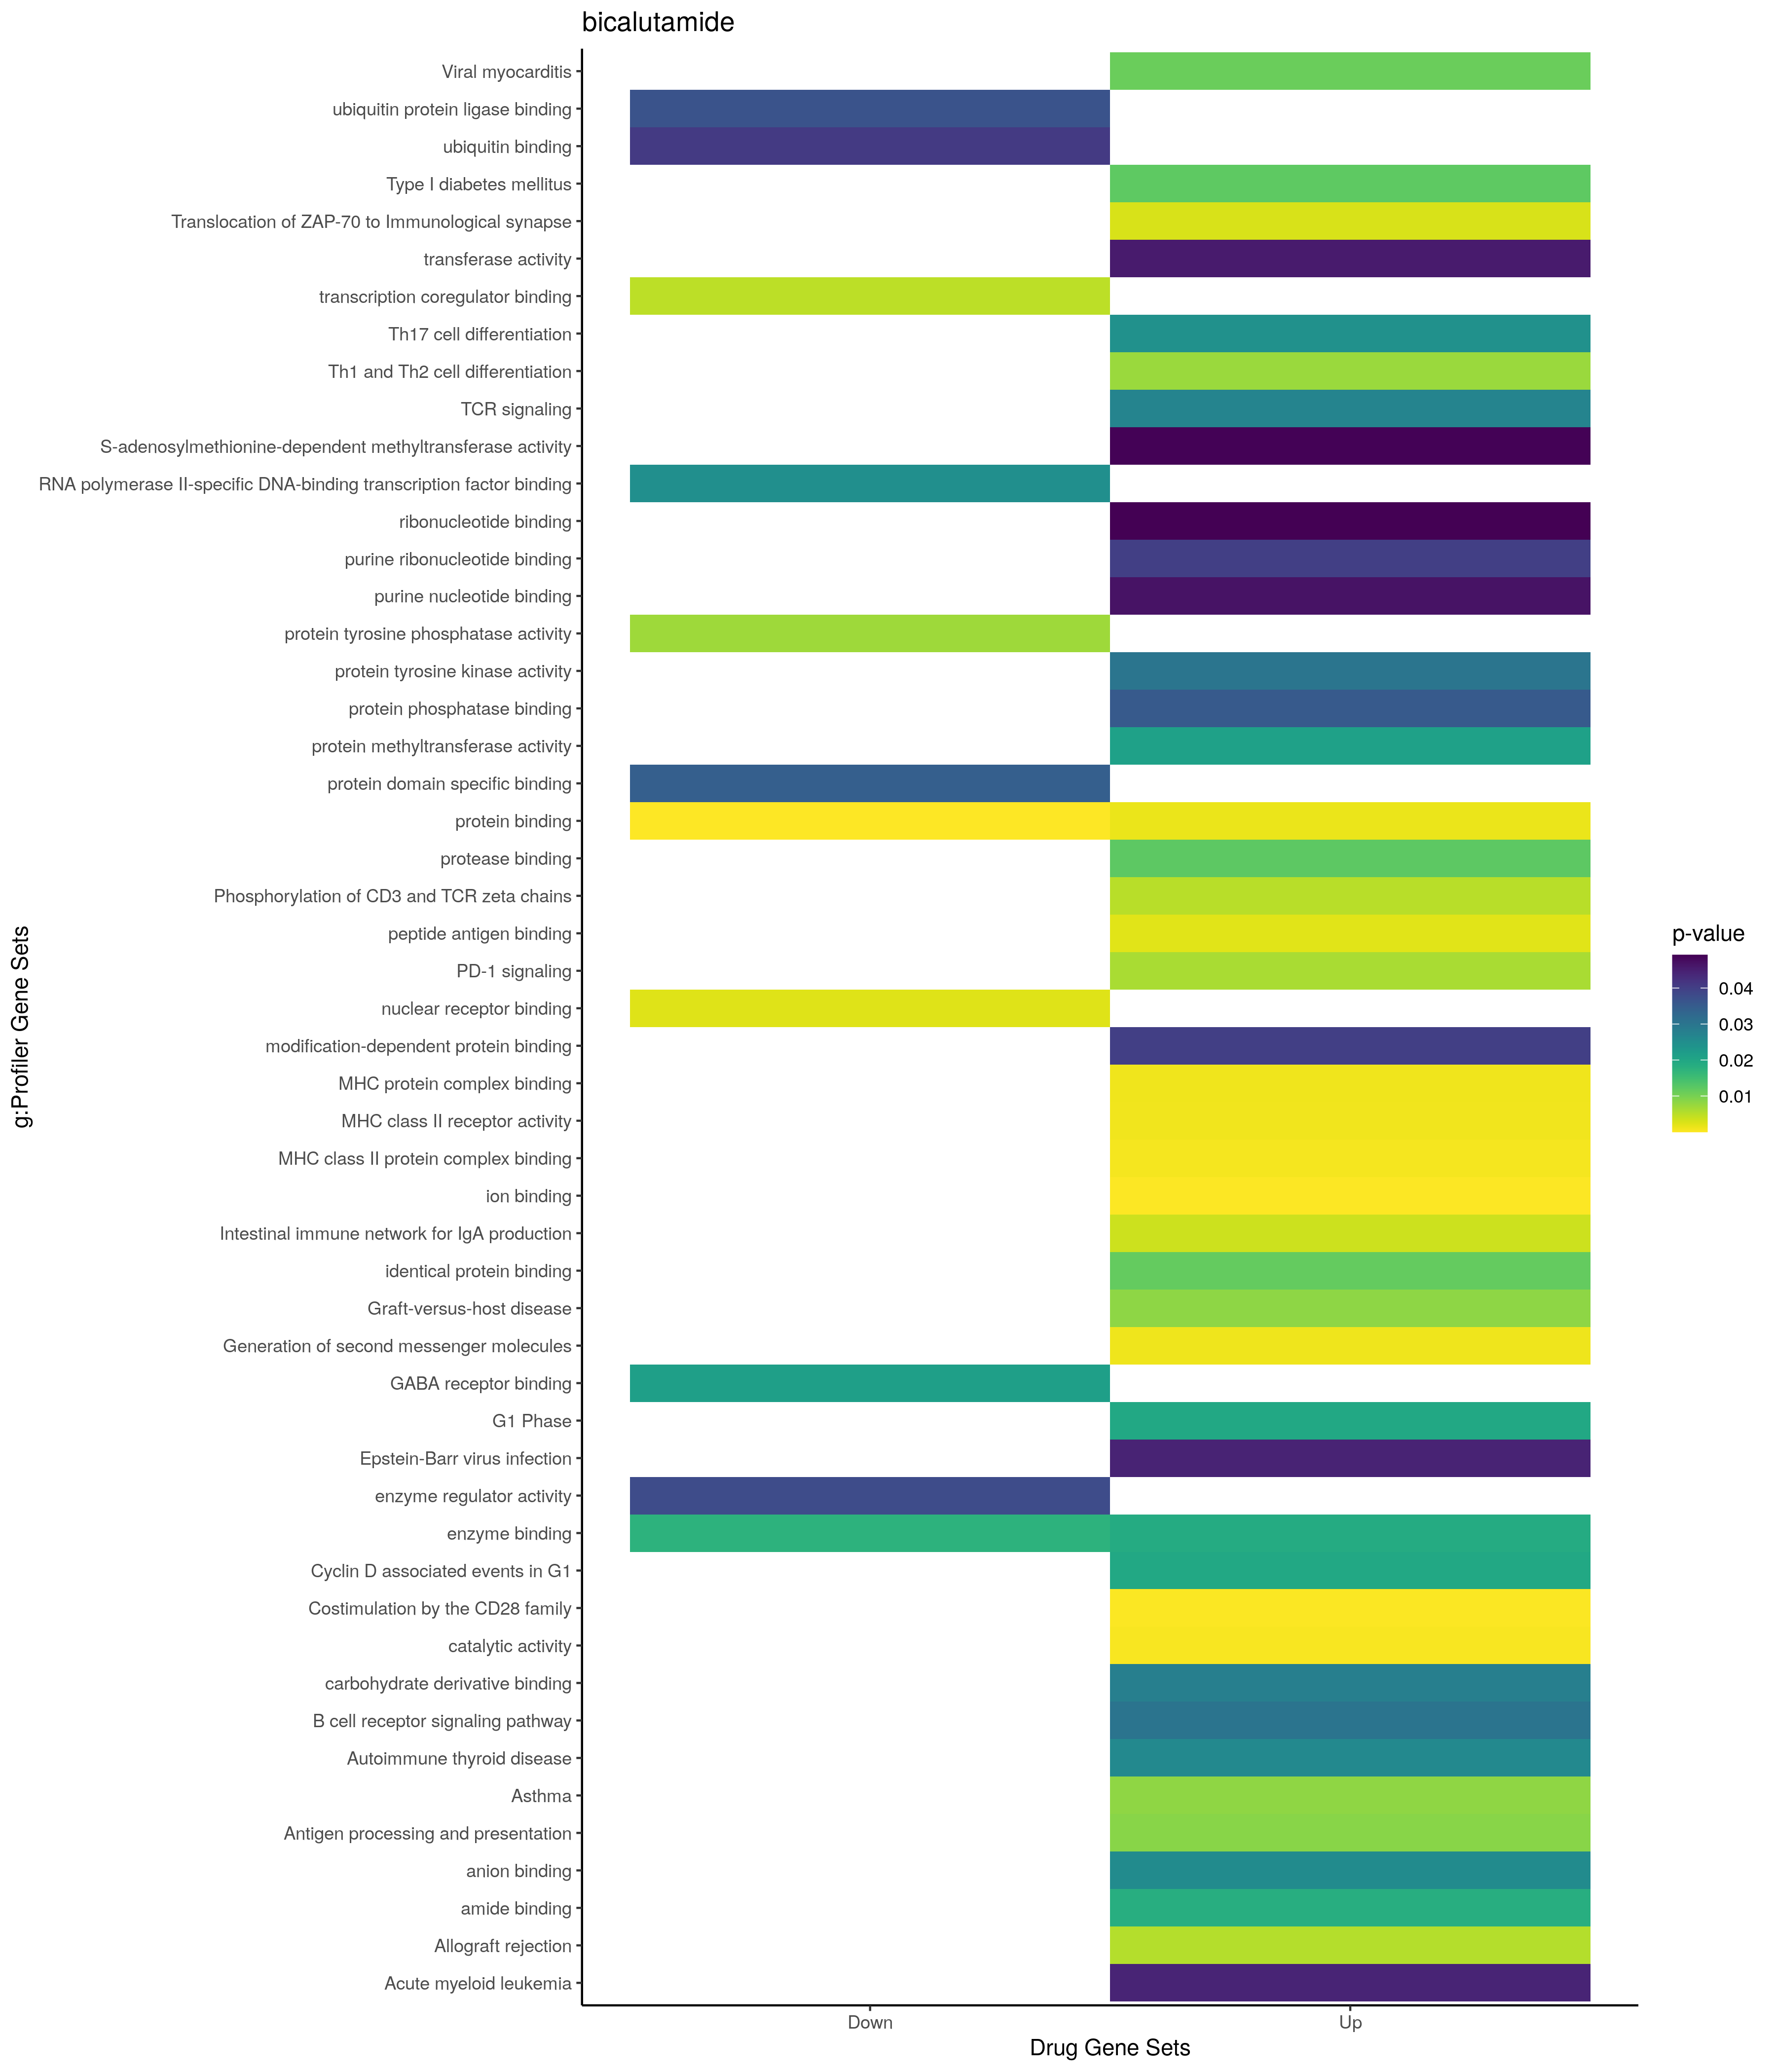 bicalutamide
Viral myocarditis
ubiquitin protein ligase binding
ubiquitin binding
Type I diabetes mellitus
Translocation of ZAP-70 to Immunological synapse
transferase activity
transcription coregulator binding
Th17 cell differentiation
Th1 and Th2 cell differentiation
TCR signaling
S-adenosylmethionine-dependent methyltransferase activity
RNA polymerase II-specific DNA-binding transcription factor binding
ribonucleotide binding
purine ribonucleotide binding
purine nucleotide binding
protein tyrosine phosphatase activity
protein tyrosine kinase activity
protein phosphatase binding
protein methyltransferase activity
protein domain specific binding
protein binding
protease binding
Phosphorylation of CD3 and TCR zeta chains
peptide antigen binding
PD-1 signaling
nuclear receptor binding
modification-dependent protein binding
MHC protein complex binding
MHC class II receptor activity
MHC class II protein complex binding
ion binding
Intestinal immune network for IgA production
identical protein binding
Graft-versus-host disease
Generation of second messenger molecules
GABA receptor binding
G1 Phase
Epstein-Barr virus infection
enzyme regulator activity
enzyme binding
Cyclin D associated events in G1
Costimulation by the CD28 family
catalytic activity
carbohydrate derivative binding
B cell receptor signaling pathway
Autoimmune thyroid disease
Asthma
Antigen processing and presentation
anion binding
amide binding
Allograft rejection
Acute myeloid leukemia
g:Profiler Gene Sets
Down
Up
Drug Gene Sets
p-value
0.04
0.03
0.02
0.01